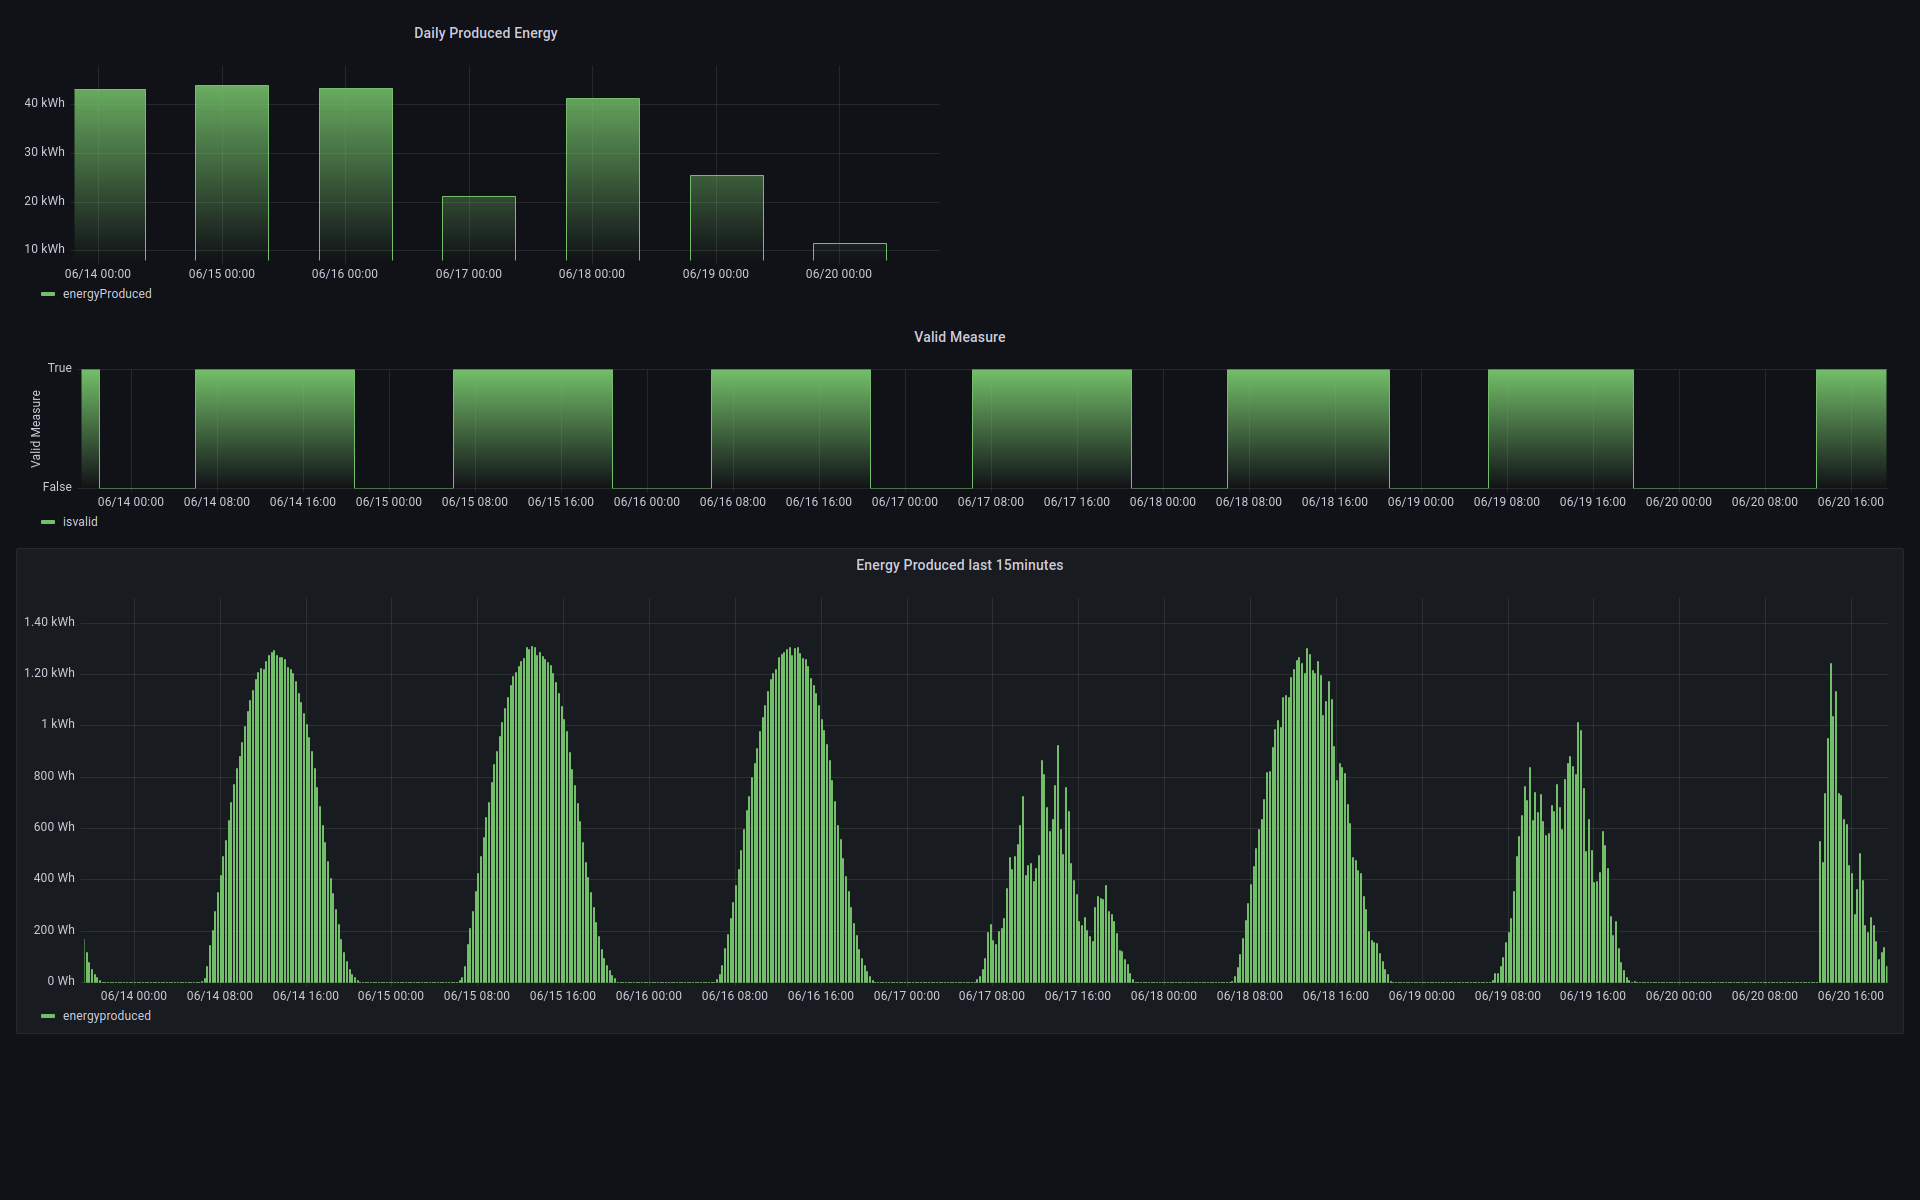 Daily Produced Energy
40 kWh
30 kWh
20 kWh
10 kWh
06/14 00:00 06/15 00:00 06/16 00:00 06/17 00:00 06/18 00:00 06/19 00:00 06/20 00:00
energyProduced
Valid Measure
True
Valid Measure
False
06/14 00:00 06/14 08:00 06/14 16:00 06/15 00:00 06/15 08:00 06/15 16:00 06/16 00:00 06/16 08:00 06/16 16:00 06/17 00:00 06/17 08:00 06/17 16:00 06/18 00:00 06/18 08:00 06/18 16:00 06/19 00:00 06/19 08:00 06/19 16:00 06/20 00:00 06/20 08:00 06/20 16:00
isvalid
Energy Produced last 15minutes
1.40 kWh
1.20 kWh
1 kWh
800 Wh
600 Wh
400 Wh
200 Wh
0 Wh
06/14 00:00 06/14 08:00 06/14 16:00 06/15 00:00 06/15 08:00 06/15 16:00 06/16 00:00 06/16 08:00 06/16 16:00 06/17 00:00 06/17 08:00 06/17 16:00 06/18 00:00 06/18 08:00 06/18 16:00 06/19 00:00 06/19 08:00 06/19 16:00 06/20 00:00 06/20 08:00 06/20 16:00
energyproduced